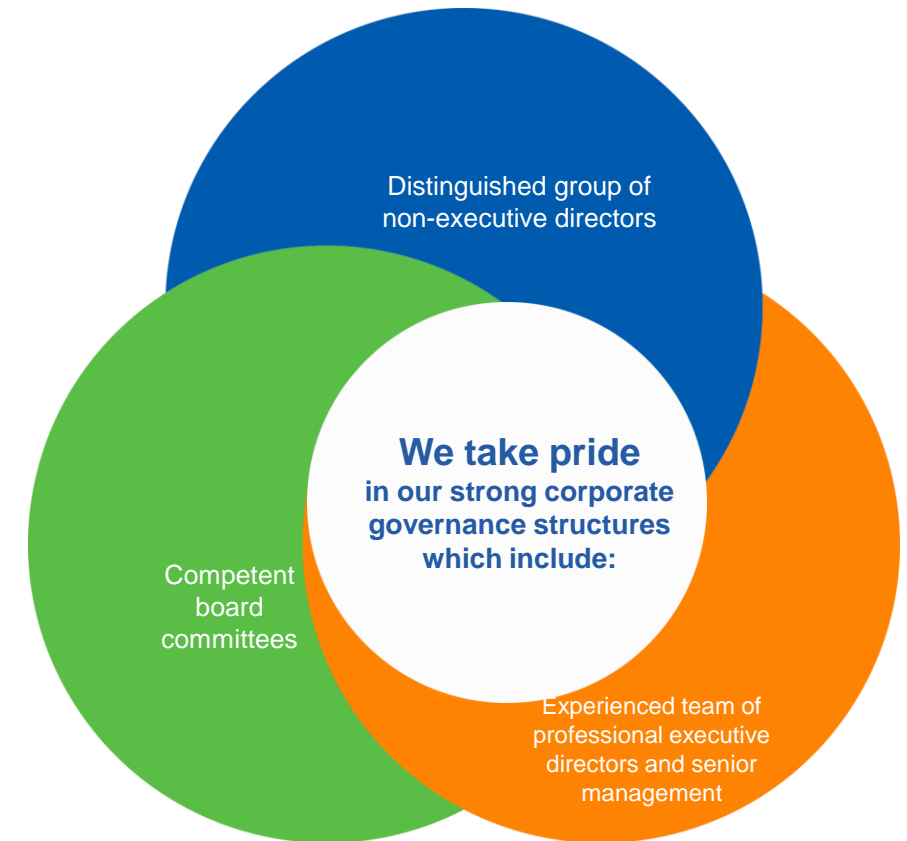 Distinguished group of
non-executive directors
We take pride
in our strong corporate
governance structures
which include:
Competent
board
committees
Experienced team of
professional executive
directors and senior
management